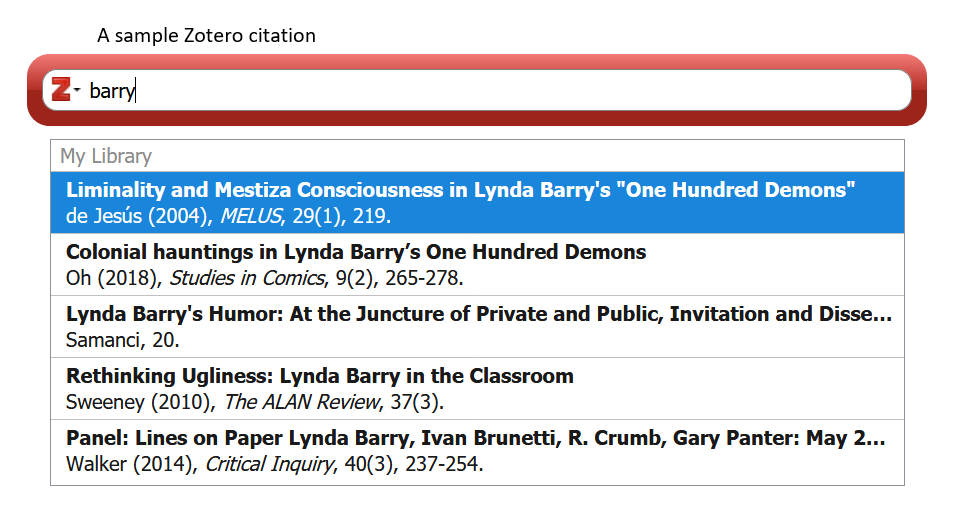 A sample Zotero citation
Z barry
My Library
Liminality and Mestiza Consciousness in Lynda Barry's "One Hundred Demons"
de Jesús (2004), MELUS, 29(1), 219.
Colonial hauntings in Lynda Barry’s One Hundred Demons
Oh (2018), Studies in Comics, 9(2), 265-278.
Lynda Barry's Humor: At the Juncture of Private and Public, Invitation and Disse...
Samanci, 20.
Rethinking Ugliness: Lynda Barry in the Classroom
Sweeney (2010), The ALAN Review, 37(3).
Panel: Lines on Paper Lynda Barry, Ivan Brunetti, R. Crumb, Gary Panter: May 2...
Walker (2014), Critical Inquiry, 40(3), 237-254.